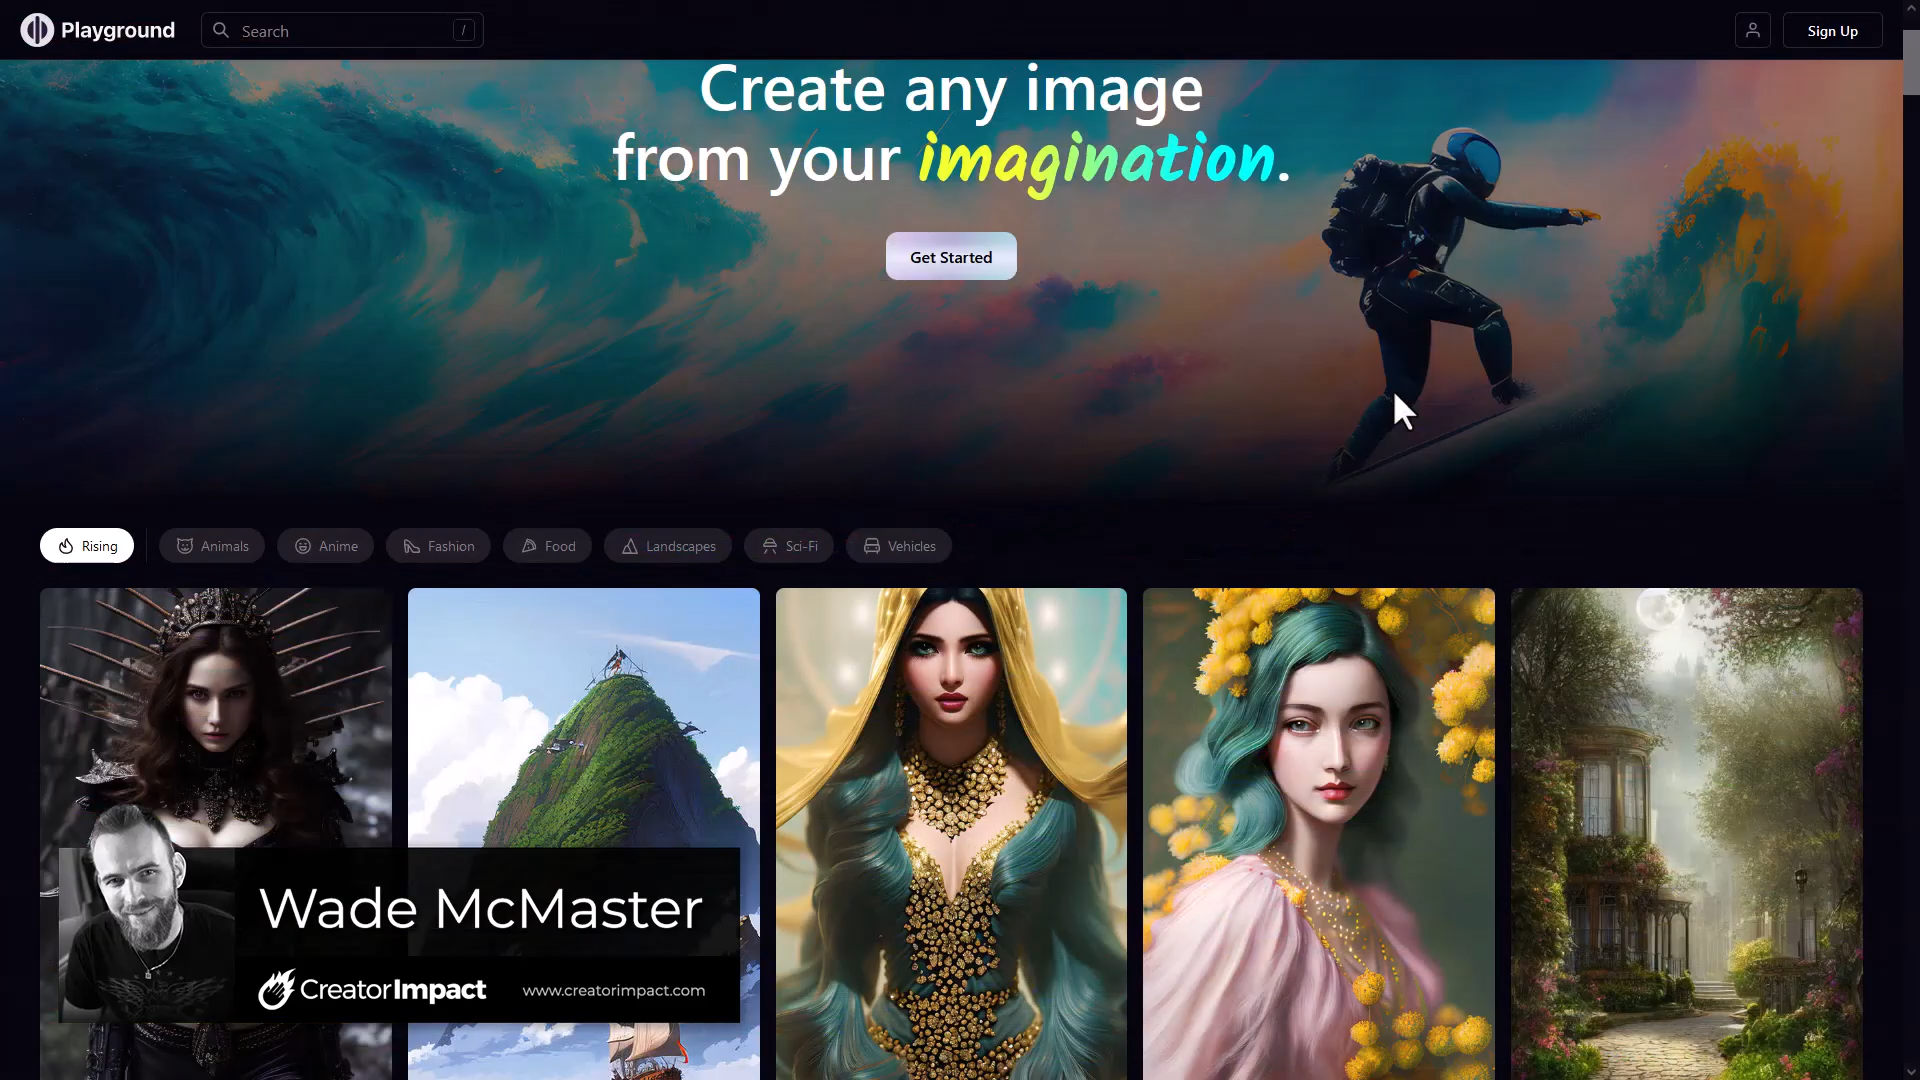 Playground
Search
/
Sign Up
Create any image
from your imagination.
Get Started
Rising
Animals
Anime
Fashion
Food
Landscapes
Sci-Fi
Vehicles
Wade McMaster
CreatorImpact
www.creatorimpact.com